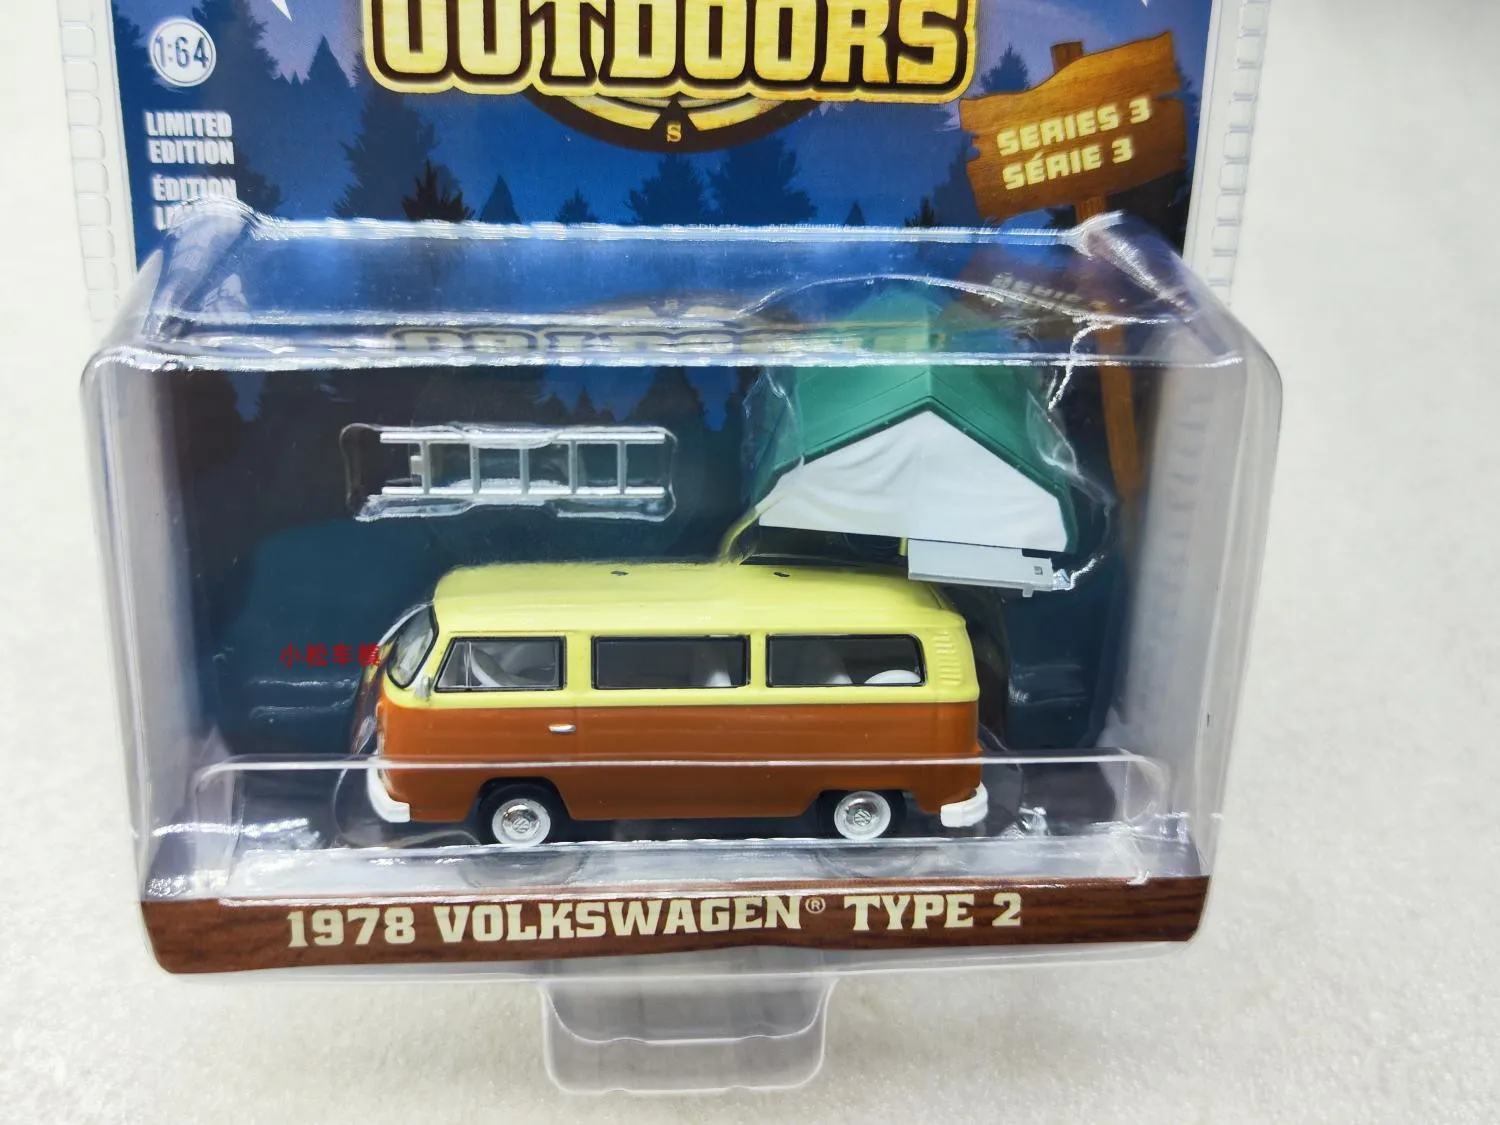 OUTDOORS
1:64
S
LIMITED
EDITION
ÉDITION
SERIES 3
SÉRIE 3
小松车模
1978 VOLKSWAGEN® TYPE 2